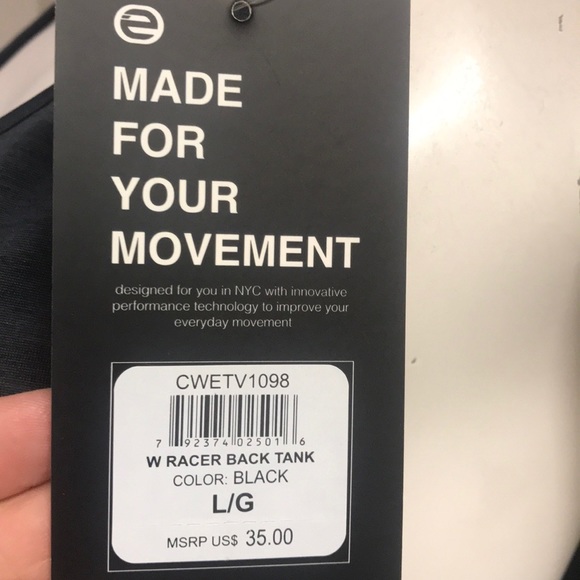 MADE
FOR
YOUR
MOVEMENT
designed for you in NYC with innovative
performance technology to improve your
everyday movement
CWETV1098
7 92374 02501 6
W RACER BACK TANK
COLOR: BLACK
L/G
MSRP US$ 35.00